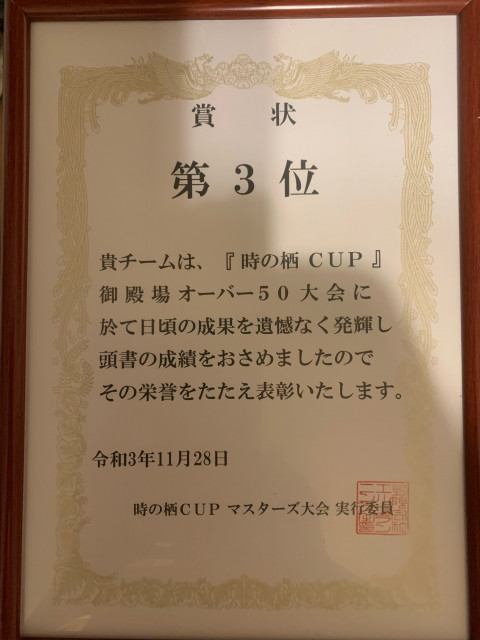 賞状
第3位
貴チームは、『時の栖CUP』
御殿場オーバー50大会に
於て日頃の成果を遺憾なく発揮し
頭書の成績をおさめましたので
その栄誉をたたえ表彰いたします。
令和3年11月28日
時の栖CUP マスターズ大会 実行委員